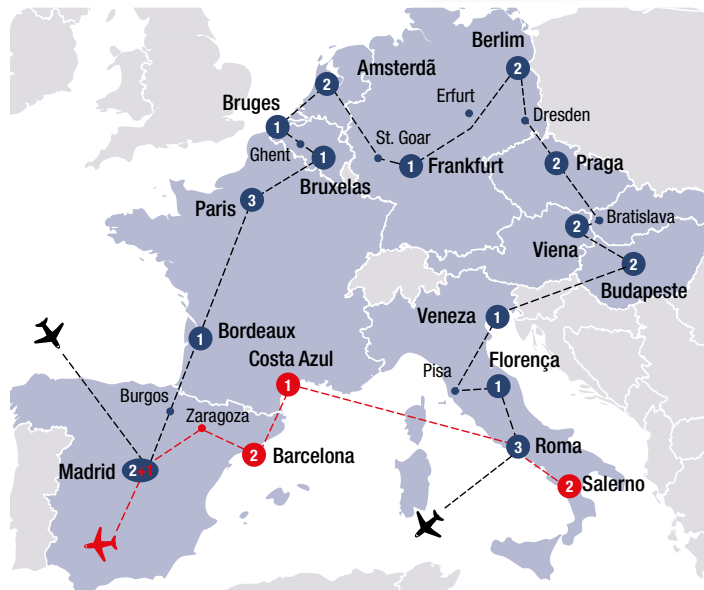 Berlim
2
Amsterdã
2
Erfurt
Dresden
Bruges
1
St. Goar
Ghent
1
Bruxelas
1
Frankfurt
2
Praga
Paris
3
Bratislava
2
Viena
2
Budapeste
Veneza
1
1
Bordeaux
Florença
Costa Azul
1
Pisa
1
Burgos
Zaragoza
Madrid
2+1
2
Barcelona
3
Roma
2
Salerno